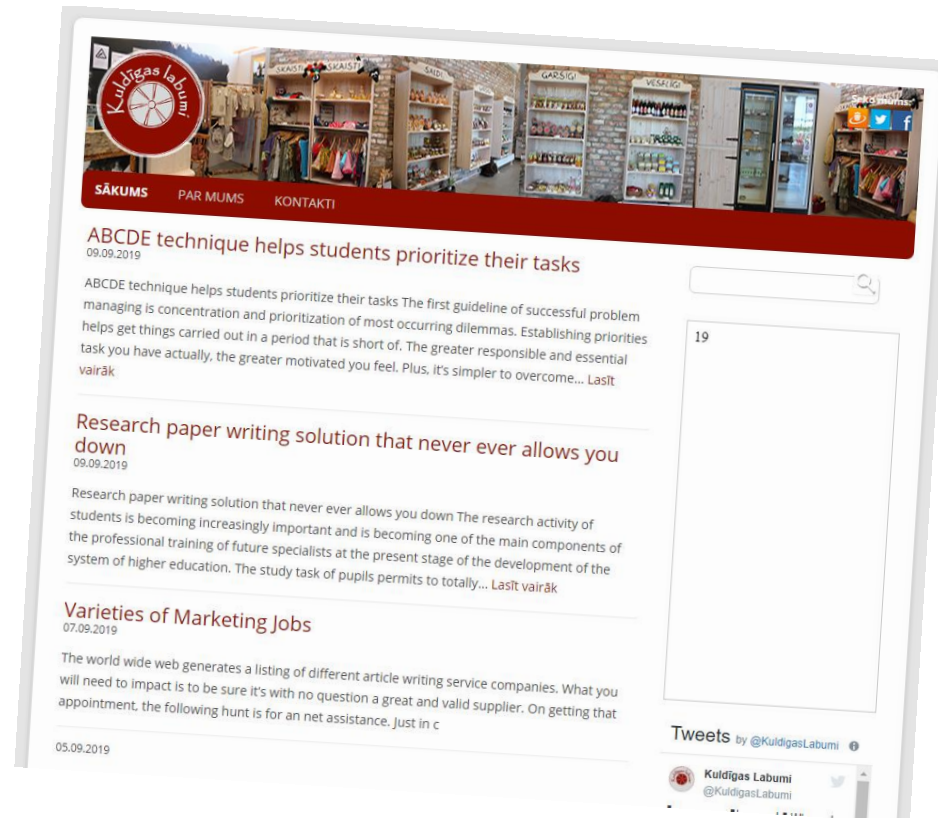 Kuldīgas labumi
SKAISTI SKAISTI
SALDI
GARSĪGI
VESELĪGI
Seko mums:
SĀKUMS PAR MUMS KONTAKTI
ABCDE technique helps students prioritize their tasks
09.09.2019
ABCDE technique helps students prioritize their tasks The first guideline of successful problem
managing is concentration and prioritization of most occurring dilemmas. Establishing priorities
helps get things carried out in a period that is short of. The greater responsible and essential
task you have actually, the greater motivated you feel. Plus, it's simpler to overcome... Lasīt
vairāk
Research paper writing solution that never ever allows you
down
09.09.2019
Research paper writing solution that never ever allows you down The research activity of
students is becoming increasingly important and is becoming one of the main components of
the professional training of future specialists at the present stage of the development of the
system of higher education. The study task of pupils permits to totally... Lasīt vairāk
Varieties of Marketing Jobs
07.09.2019
The world wide web generates a listing of different article writing service companies. What you
will need to impact is to be sure it's with no question a great and valid supplier. On getting that
appointment, the following hunt is for an net assistance. Just in c
05.09.2019
19
Tweets by @KuldigasLabumi
Kuldīgas Labumi
@KuldigasLabumi